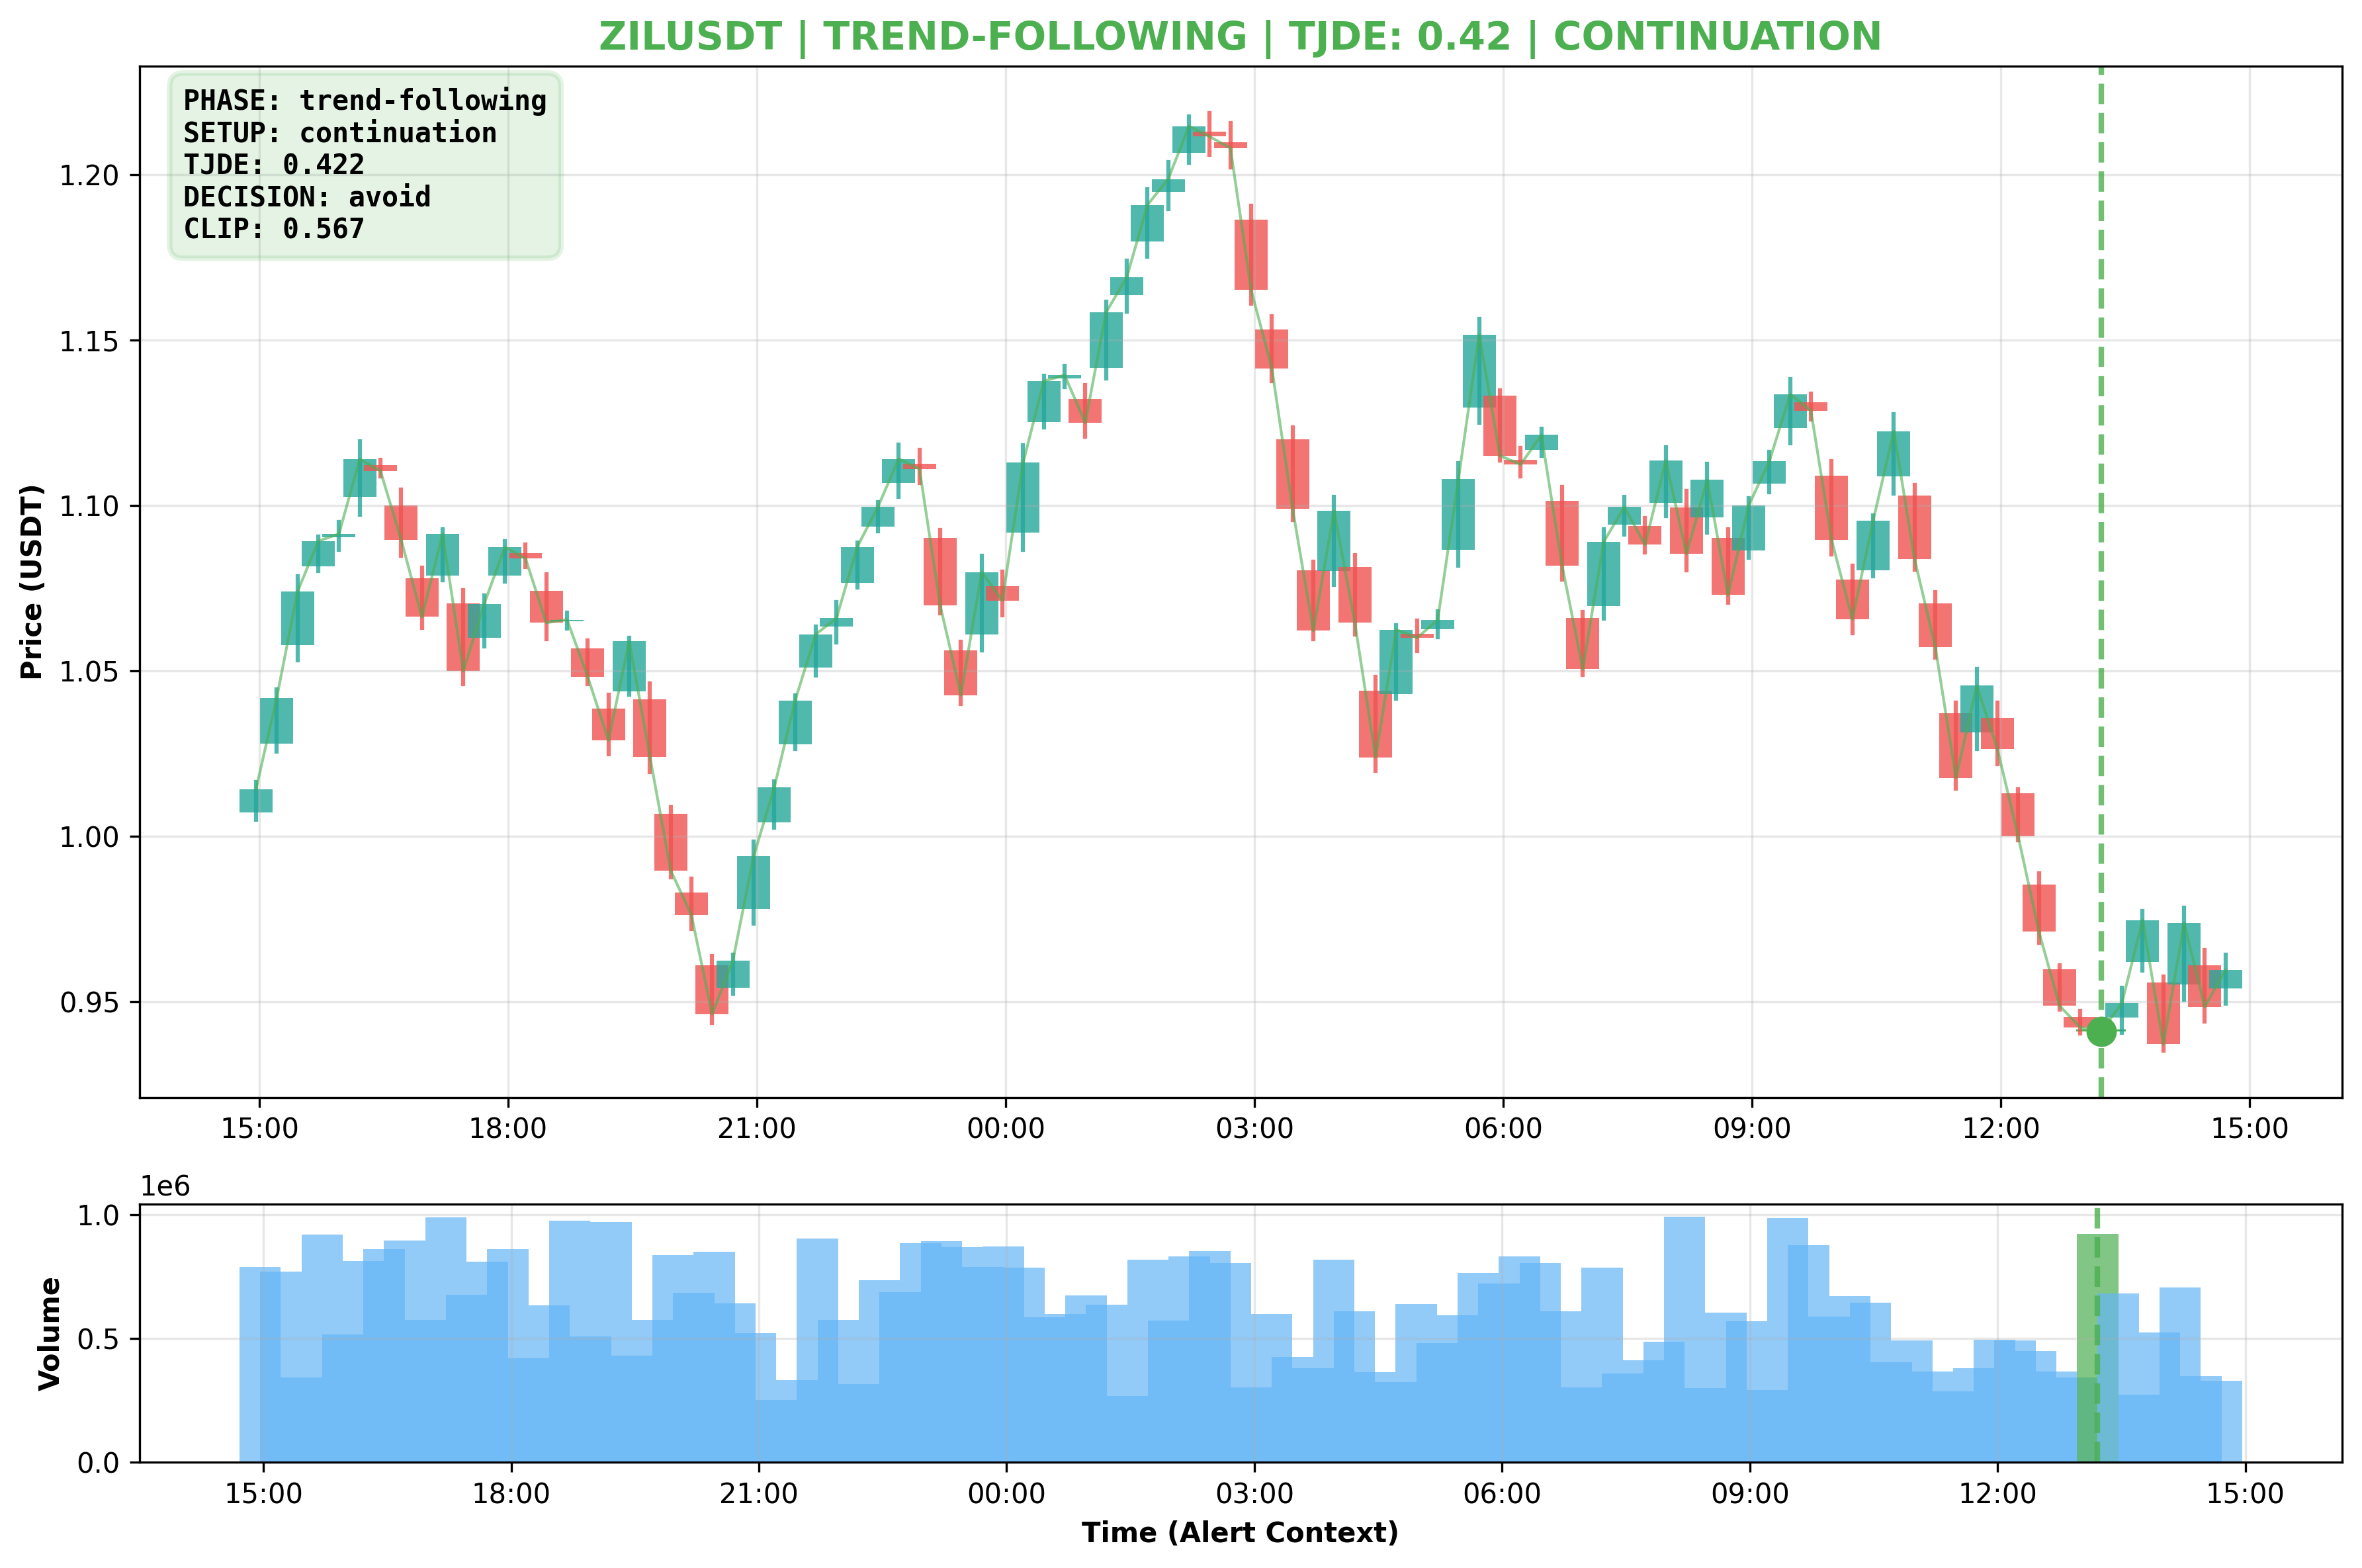 ZILUSDT | TREND-FOLLOWING | TJDE: 0.42 | CONTINUATION
PHASE: trend-following
SETUP: continuation
TJDE: 0.422
DECISION: avoid
CLIP: 0.567
Price (USDT)
1.20
1.15
1.10
1.05
1.00
0.95
15:00 18:00 21:00 00:00 03:00 06:00 09:00 12:00 15:00
1e6
Volume
1.0
0.5
0.0
15:00 18:00 21:00 00:00 03:00 06:00 09:00 12:00 15:00
Time (Alert Context)